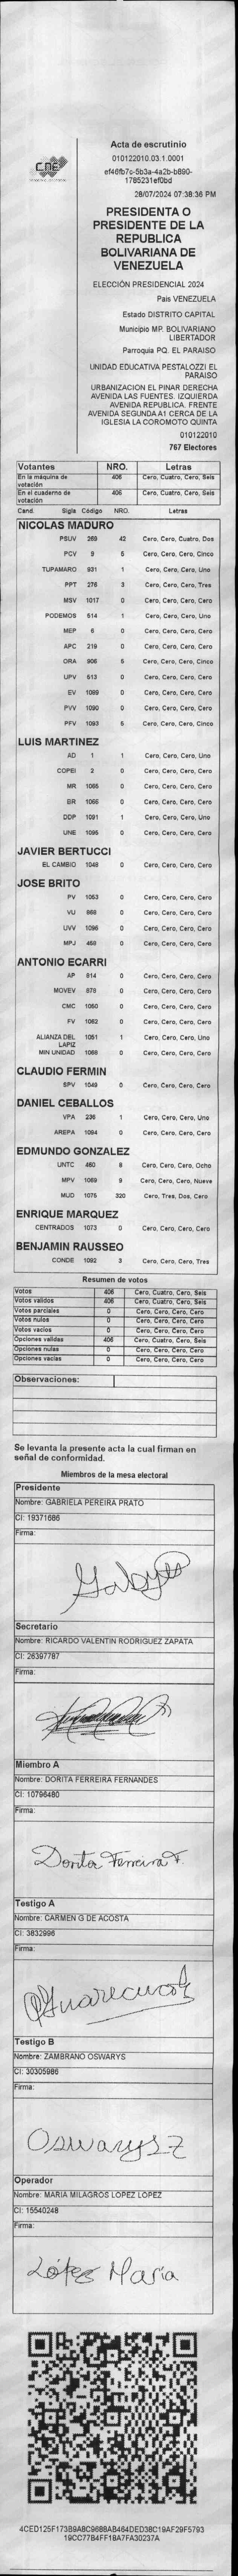 CNE
Acta de escrutinio
010122010.03.1.0001
ef46fb7c-5b3a-4a2b-b890-
1785231ef0bd
28/07/2024 07:38:36 PM
PRESIDENTA O
PRESIDENTE DE LA
REPUBLICA
BOLIVARIANA DE
VENEZUELA
ELECCIÓN PRESIDENCIAL 2024
Pais VENEZUELA
Estado DISTRITO CAPITAL
Municipio MP. BOLIVARIANO
LIBERTADOR
Parroquia PQ. EL PARAISO
UNIDAD EDUCATIVA PESTALOZZI EL
PARAISO
URBANIZACION EL PINAR DERECHA
AVENIDA LAS FUENTES. IZQUIERDA
AVENIDA REPUBLICA. FRENTE
AVENIDA SEGUNDA A1 CERCA DE LA
IGLESIA LA COROMOTO QUINTA
010122010
767 Electores
Votantes NRO. Letras
En la máquina de votación 406 Cero, Cuatro, Cero, Seis
En el cuaderno de votación 406 Cero, Cuatro, Cero, Seis
Cand. Sigla Código NRO. Letras
NICOLAS MADURO
PSUV 269 42 Cero, Cero, Cuatro, Dos
PCV 9 5 Cero, Cero, Cero, Cinco
TUPAMARO 931 1 Cero, Cero, Cero, Uno
PPT 276 3 Cero, Cero, Cero, Tres
MSV 1017 0 Cero, Cero, Cero, Cero
PODEMOS 514 1 Cero, Cero, Cero, Uno
MEP 6 0 Cero, Cero, Cero, Cero
APC 219 0 Cero, Cero, Cero, Cero
ORA 906 5 Cero, Cero, Cero, Cinco
UPV 613 0 Cero, Cero, Cero, Cero
EV 1089 0 Cero, Cero, Cero, Cero
PVV 1090 0 Cero, Cero, Cero, Cero
PFV 1093 5 Cero, Cero, Cero, Cinco
LUIS MARTINEZ
AD 1 1 Cero, Cero, Cero, Uno
COPEI 2 0 Cero, Cero, Cero, Cero
MR 1065 0 Cero, Cero, Cero, Cero
BR 1066 0 Cero, Cero, Cero, Cero
DDP 1091 1 Cero, Cero, Cero, Uno
UNE 1095 0 Cero, Cero, Cero, Cero
JAVIER BERTUCCI
EL CAMBIO 1048 0 Cero, Cero, Cero, Cero
JOSE BRITO
PV 1053 0 Cero, Cero, Cero, Cero
VU 868 0 Cero, Cero, Cero, Cero
UVV 1096 0 Cero, Cero, Cero, Cero
MPJ 459 0 Cero, Cero, Cero, Cero
ANTONIO ECARRI
AP 814 0 Cero, Cero, Cero, Cero
MOVEV 878 0 Cero, Cero, Cero, Cero
CMC 1050 0 Cero, Cero, Cero, Cero
FV 1062 0 Cero, Cero, Cero, Cero
ALIANZA DEL LAPIZ 1051 1 Cero, Cero, Cero, Uno
MIN UNIDAD 1068 0 Cero, Cero, Cero, Cero
CLAUDIO FERMIN
SPV 1049 0 Cero, Cero, Cero, Cero
DANIEL CEBALLOS
VPA 236 1 Cero, Cero, Cero, Uno
AREPA 1094 0 Cero, Cero, Cero, Cero
EDMUNDO GONZALEZ
UNTC 460 8 Cero, Cero, Cero, Ocho
MPV 1069 9 Cero, Cero, Cero, Nueve
MUD 1075 320 Cero, Tres, Dos, Cero
ENRIQUE MARQUEZ
CENTRADOS 1073 0 Cero, Cero, Cero, Cero
BENJAMIN RAUSSEO
CONDE 1092 3 Cero, Cero, Cero, Tres
Resumen de votos
Votos 406 Cero, Cuatro, Cero, Seis
Votos validos 406 Cero, Cuatro, Cero, Seis
Votos parciales 0 Cero, Cero, Cero, Cero
Votos nulos 0 Cero, Cero, Cero, Cero
Votos vacios 0 Cero, Cero, Cero, Cero
Opciones validas 406 Cero, Cuatro, Cero, Seis
Opciones nulas 0 Cero, Cero, Cero, Cero
Opciones vacias 0 Cero, Cero, Cero, Cero
Observaciones:
Se levanta la presente acta la cual firman en
señal de conformidad.
Miembros de la mesa electoral
Presidente
Nombre: GABRIELA PEREIRA PRATO
CI: 19371686
Firma:
Secretario
Nombre: RICARDO VALENTIN RODRIGUEZ ZAPATA
CI: 26397787
Firma:
Miembro A
Nombre: DORITA FERREIRA FERNANDES
CI: 10796480
Firma:
Dorita Ferreira F.
Testigo A
Nombre: CARMEN G DE ACOSTA
CI: 3832996
Firma:
Testigo B
Nombre: ZAMBRANO OSWARYS
CI: 30305986
Firma:
Oswarys Z
Operador
Nombre: MARIA MILAGROS LOPEZ LOPEZ
CI: 15540248
Firma:
López Maria
4CED125F173B9A8C9688AB464DED38C19AF29F5793
19CC77B4FF18A7FA30237A